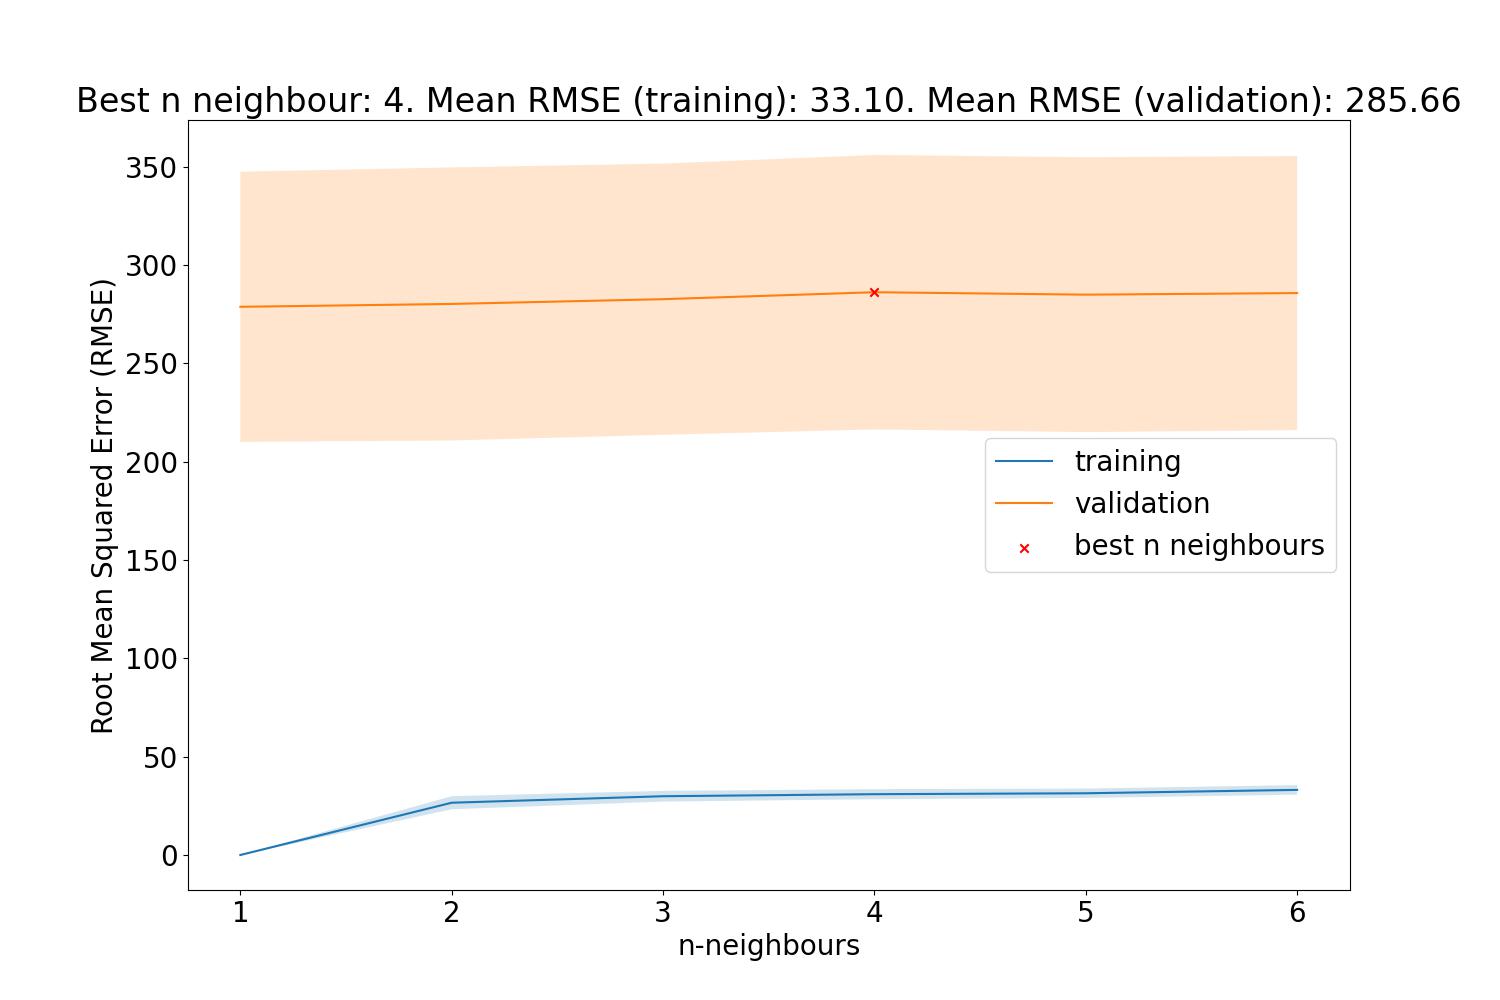 Best n neighbour: 4. Mean RMSE (training): 33.10. Mean RMSE (validation): 285.66
350
300
250
200
150
100
50
0
Root Mean Squared Error (RMSE)
training
validation
best n neighbours
1 2 3 4 5 6
n-neighbours